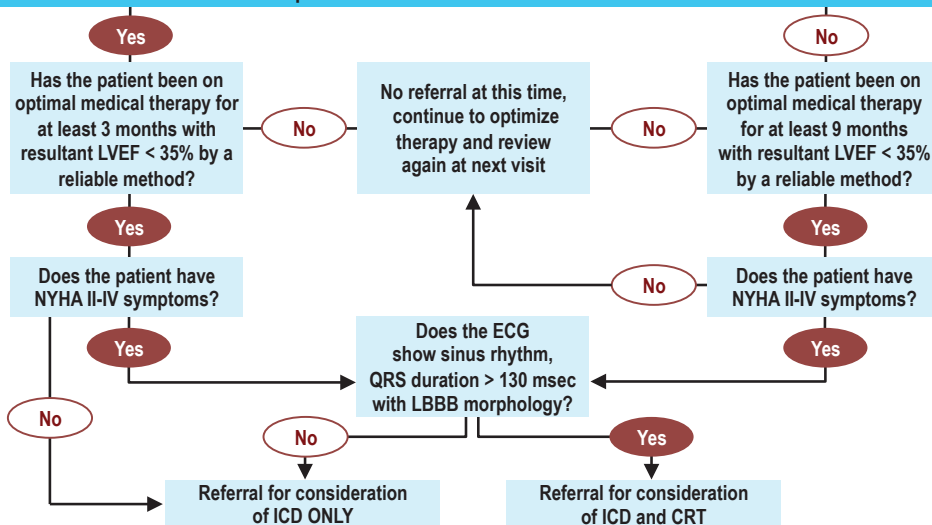 Yes
No
Has the patient been on
optimal medical therapy for
at least 3 months with
resultant LVEF < 35% by a
reliable method?
No
No referral at this time,
continue to optimize
therapy and review
again at next visit
No
Has the patient been on
optimal medical therapy
for at least 9 months
with resultant LVEF < 35%
by a reliable method?
Yes
Yes
Does the patient have
NYHA II-IV symptoms?
No
Does the patient have
NYHA II-IV symptoms?
Yes
Does the ECG
show sinus rhythm,
QRS duration > 130 msec
with LBBB morphology?
Yes
No
No
Yes
Referral for consideration
of ICD ONLY
Referral for consideration
of ICD and CRT